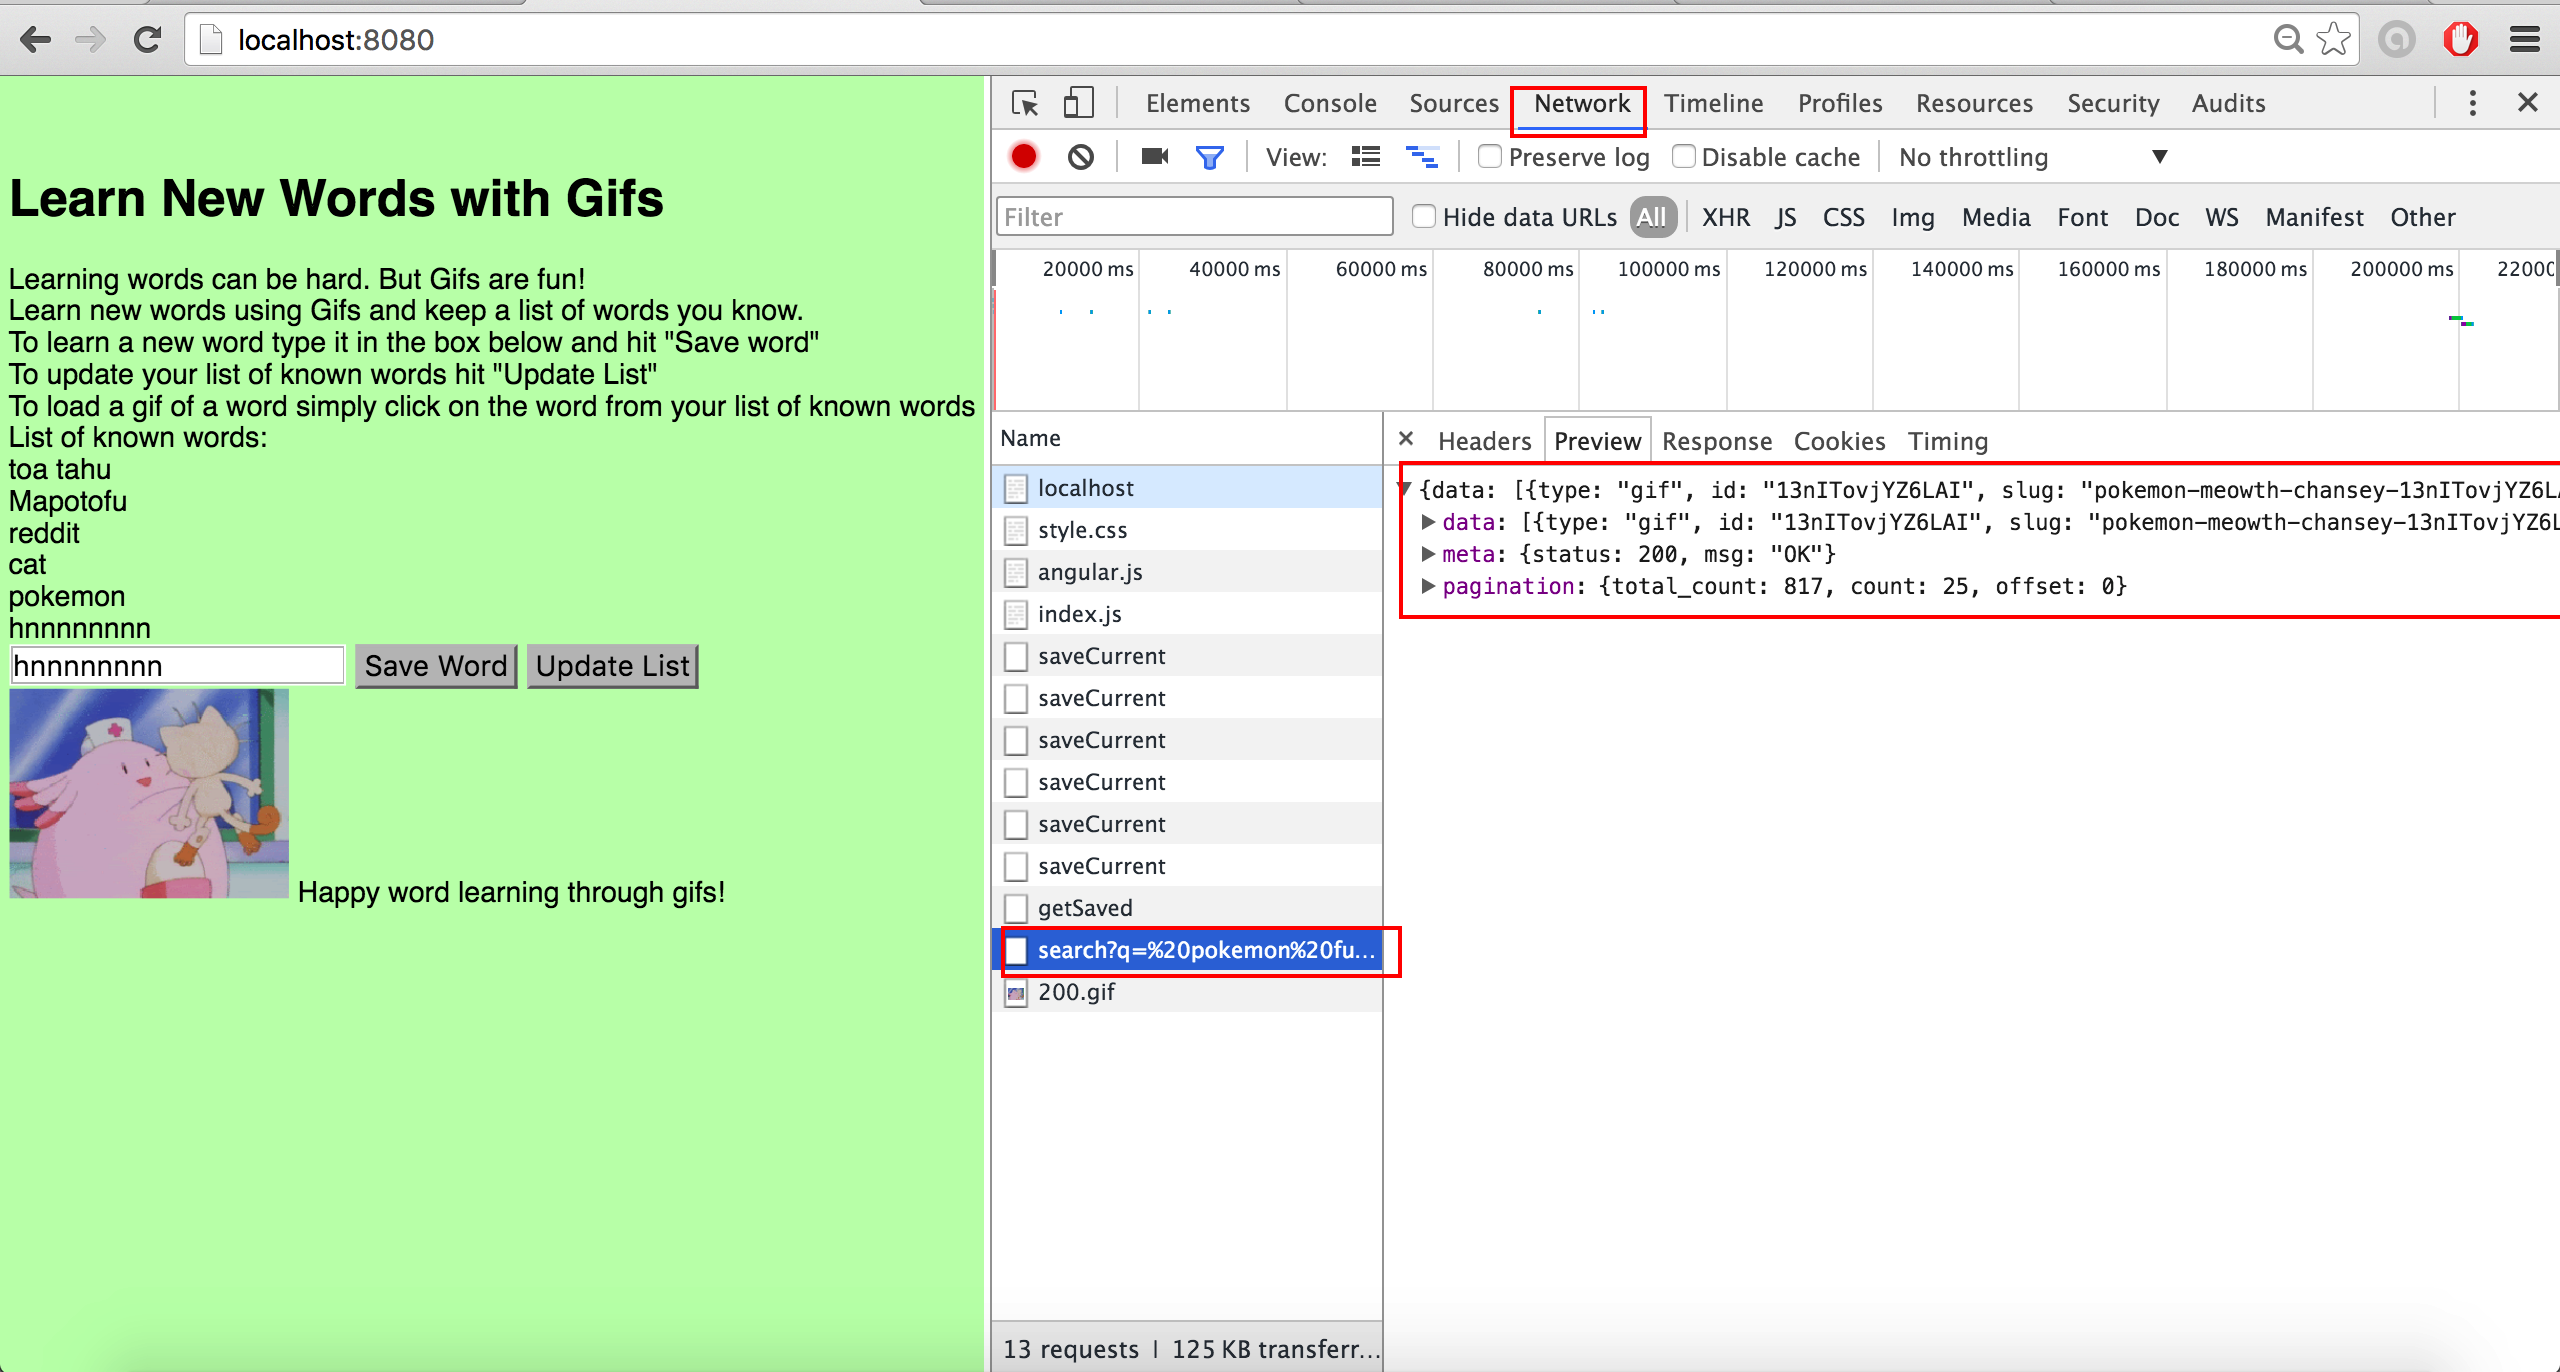 localhost:8080
Learn New Words with Gifs
Learning words can be hard. But Gifs are fun!
Learn new words using Gifs and keep a list of words you know.
To learn a new word type it in the box below and hit "Save word"
To update your list of known words hit "Update List"
To load a gif of a word simply click on the word from your list of known words
List of known words:
toa tahu
Mapotofu
reddit
cat
pokemon
hnnnnnnnn
hnnnnnnnn Save Word Update List
Happy word learning through gifs!
Elements Console Sources Network Timeline Profiles Resources Security Audits
View: Preserve log Disable cache No throttling
Filter Hide data URLs All XHR JS CSS Img Media Font Doc WS Manifest Other
20000 ms 40000 ms 60000 ms 80000 ms 100000 ms 120000 ms 140000 ms 160000 ms 180000 ms 200000 ms 2200
Name
localhost
style.css
angular.js
index.js
saveCurrent
saveCurrent
saveCurrent
saveCurrent
saveCurrent
saveCurrent
getSaved
search?q=%20pokemon%20fu...
200.gif
13 requests | 125 KB transferr...
Headers Preview Response Cookies Timing
{data: [{type: "gif", id: "13nITovjYZ6LAI", slug: "pokemon-meowth-chansey-13nITovjYZ6LA
data: [{type: "gif", id: "13nITovjYZ6LAI", slug: "pokemon-meowth-chansey-13nITovjYZ6L
meta: {status: 200, msg: "OK"}
pagination: {total_count: 817, count: 25, offset: 0}